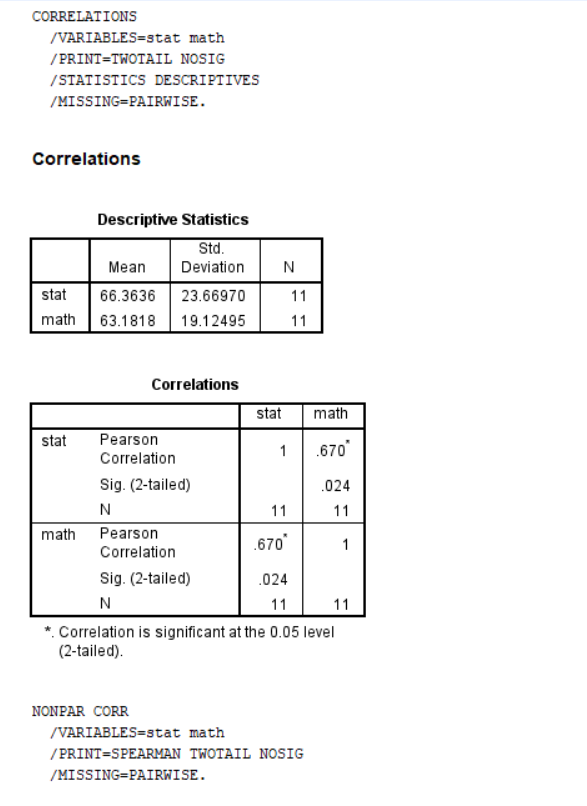 CORRELATIONS
/VARIABLES=stat math
/PRINT=TWOTAIL NOSIG
/STATISTICS DESCRIPTIVES
/MISSING=PAIRWISE.
Correlations
Descriptive Statistics
Mean Std. Deviation N
stat 66.3636 23.66970 11
math 63.1818 19.12495 11
Correlations
stat math
stat Pearson Correlation 1 .670*
Sig. (2-tailed) .024
N 11 11
math Pearson Correlation .670* 1
Sig. (2-tailed) .024
N 11 11
*. Correlation is significant at the 0.05 level
(2-tailed).
NONPAR CORR
/VARIABLES=stat math
/PRINT=SPEARMAN TWOTAIL NOSIG
/MISSING=PAIRWISE.